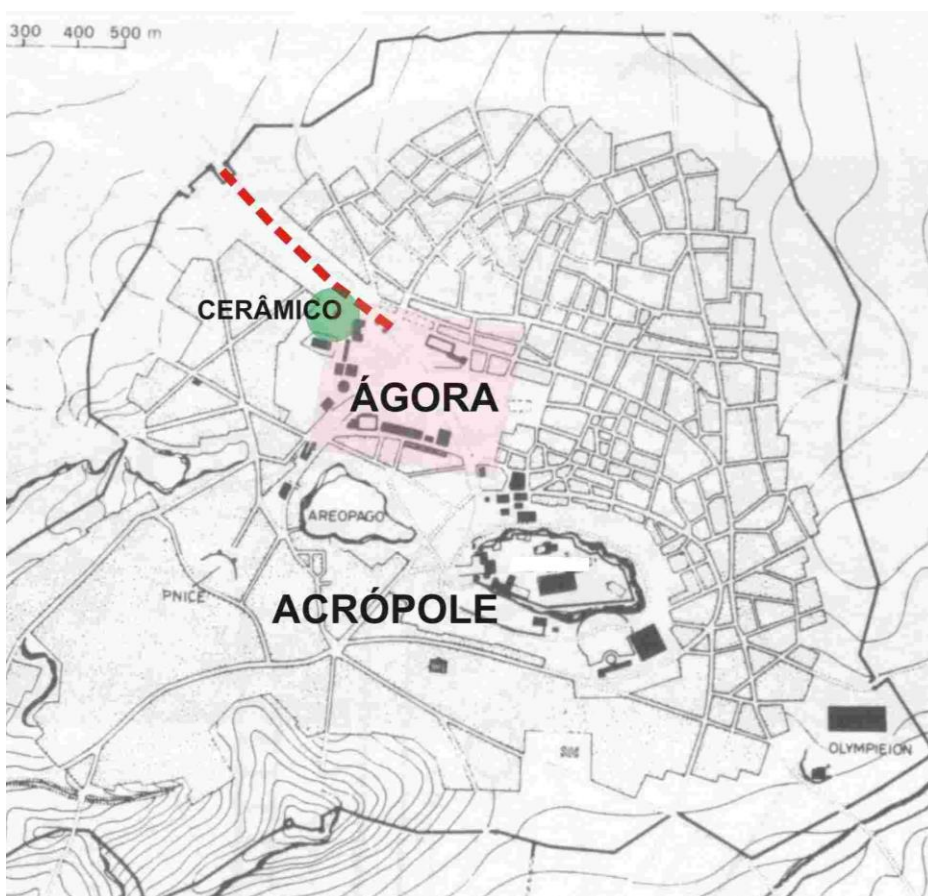 300 400 500 m
CERÂMICO
ÁGORA
AREOPAGO
PNICE
ACRÓPOLE
OLYMPIEION